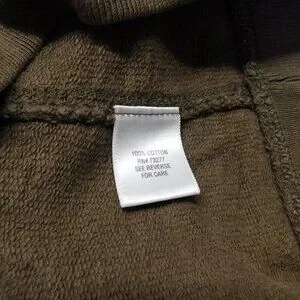 100% COTTON
RN# 73277
SEE REVERSE
FOR CARE